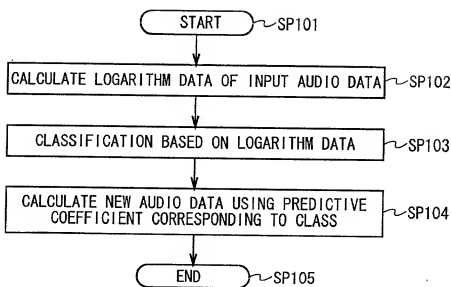 START SP101
CALCULATE LOGARITHM DATA OF INPUT AUDIO DATA SP102
CLASSIFICATION BASED ON LOGARITHM DATA SP103
CALCULATE NEW AUDIO DATA USING PREDICTIVE
COEFFICIENT CORRESPONDING TO CLASS SP104
END SP105